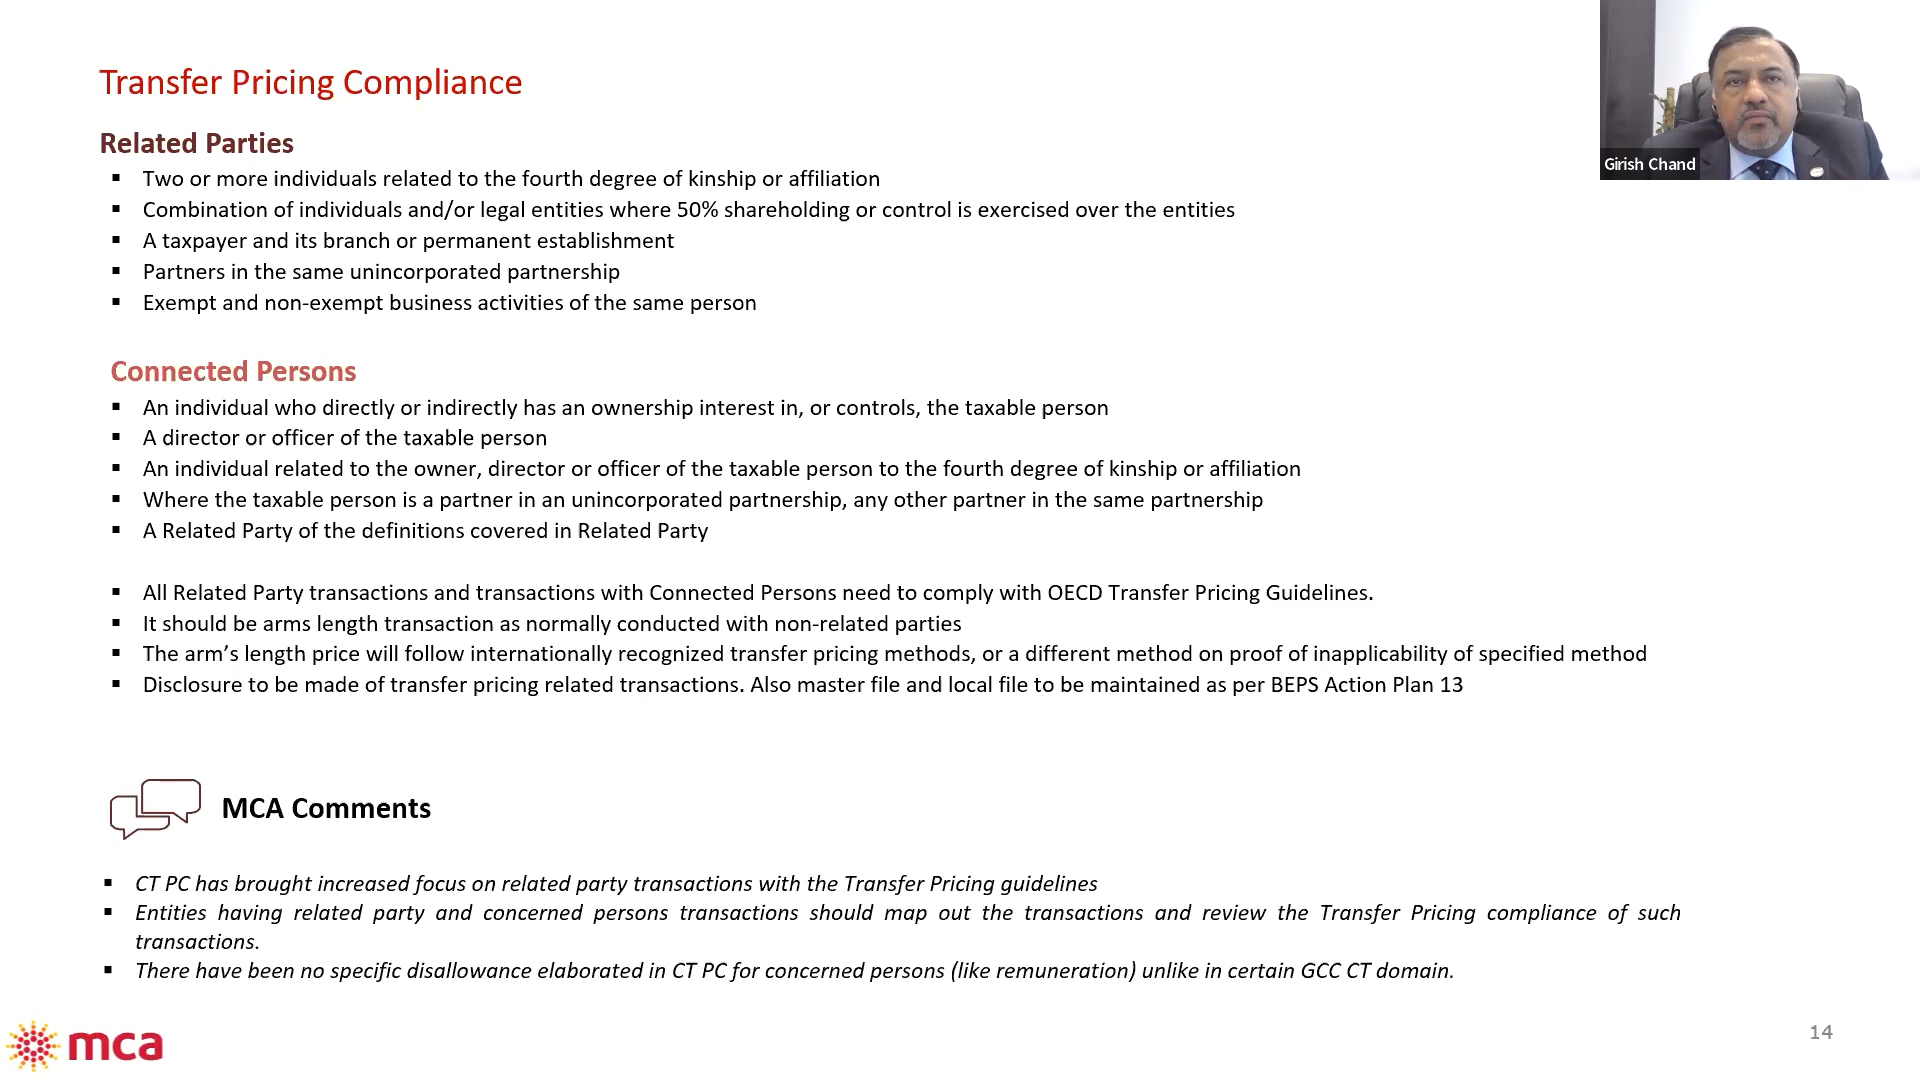 Transfer Pricing Compliance
Girish Chand
Related Parties
▪ Two or more individuals related to the fourth degree of kinship or affiliation
▪ Combination of individuals and/or legal entities where 50% shareholding or control is exercised over the entities
▪ A taxpayer and its branch or permanent establishment
▪ Partners in the same unincorporated partnership
▪ Exempt and non-exempt business activities of the same person
Connected Persons
▪ An individual who directly or indirectly has an ownership interest in, or controls, the taxable person
▪ A director or officer of the taxable person
▪ An individual related to the owner, director or officer of the taxable person to the fourth degree of kinship or affiliation
▪ Where the taxable person is a partner in an unincorporated partnership, any other partner in the same partnership
▪ A Related Party of the definitions covered in Related Party
▪ All Related Party transactions and transactions with Connected Persons need to comply with OECD Transfer Pricing Guidelines.
▪ It should be arms length transaction as normally conducted with non-related parties
▪ The arm’s length price will follow internationally recognized transfer pricing methods, or a different method on proof of inapplicability of specified method
▪ Disclosure to be made of transfer pricing related transactions. Also master file and local file to be maintained as per BEPS Action Plan 13
MCA Comments
▪ CT PC has brought increased focus on related party transactions with the Transfer Pricing guidelines
▪ Entities having related party and concerned persons transactions should map out the transactions and review the Transfer Pricing compliance of such
transactions.
▪ There have been no specific disallowance elaborated in CT PC for concerned persons (like remuneration) unlike in certain GCC CT domain.
mca
14